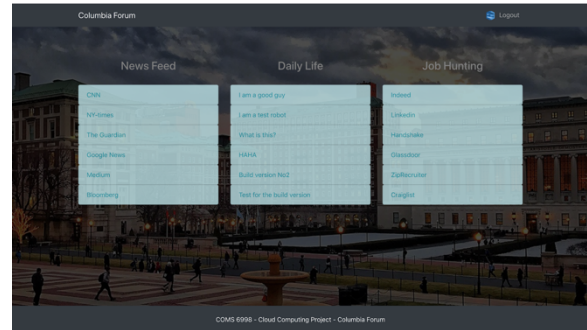 Columbia Forum
Logout
News Feed
CNN
NY-times
The Guardian
Google News
Medium
Bloomberg
Daily Life
I am a good guy
I am a test robot
What is this?
HAHA
Build version No2
Test for the build version
Job Hunting
Indeed
Linkedin
Handshake
Glassdoor
ZipRecruter
Craiglist
COMS 6998 - Cloud Computing Project - Columbia Forum